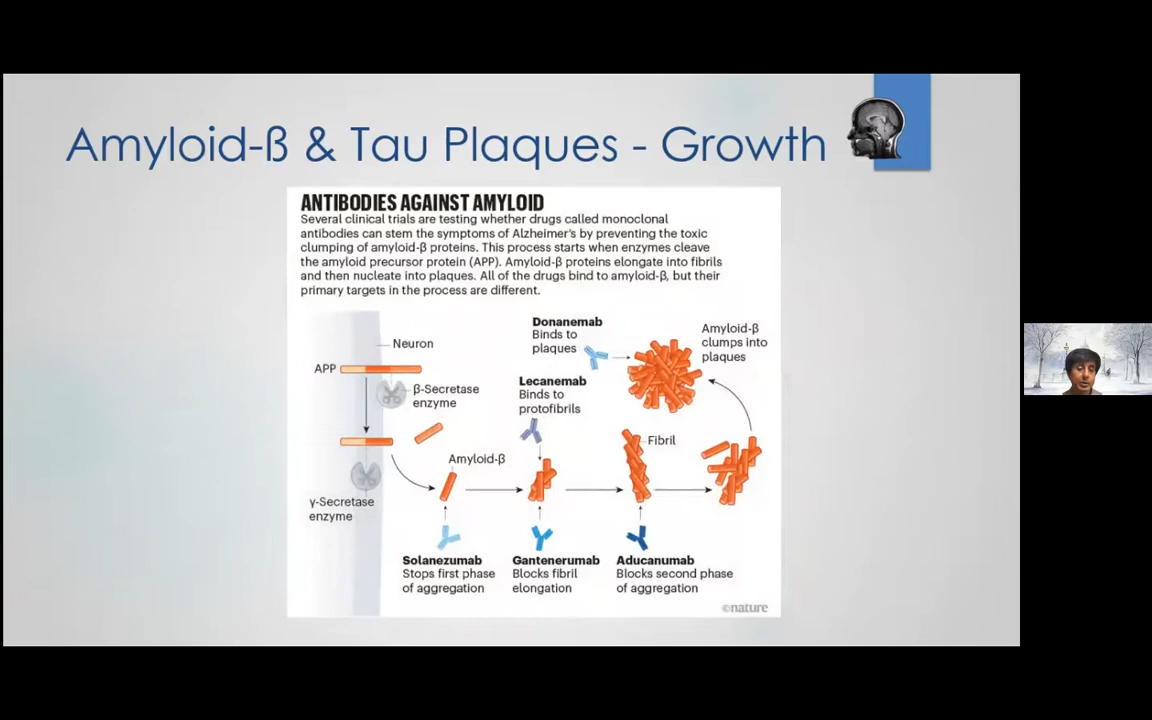 Amyloid-ß & Tau Plaques - Growth
ANTIBODIES AGAINST AMYLOID
Several clinical trials are testing whether drugs called monoclonal
antibodies can stem the symptoms of Alzheimer's by preventing the toxic
clumping of amyloid-β proteins. This process starts when enzymes cleave
the amyloid precursor protein (APP). Amyloid-β proteins elongate into fibrils
and then nucleate into plaques. All of the drugs bind to amyloid-β, but their
primary targets in the process are different.
Neuron
APP
β-Secretase
enzyme
γ-Secretase
enzyme
Amyloid-β
Solanezumab
Stops first phase
of aggregation
Donanemab
Binds to
plaques
Lecanemab
Binds to
protofibrils
Gantenerumab
Blocks fibril
elongation
Fibril
Aducanumab
Blocks second phase
of aggregation
Amyloid-β
clumps into
plaques
©nature